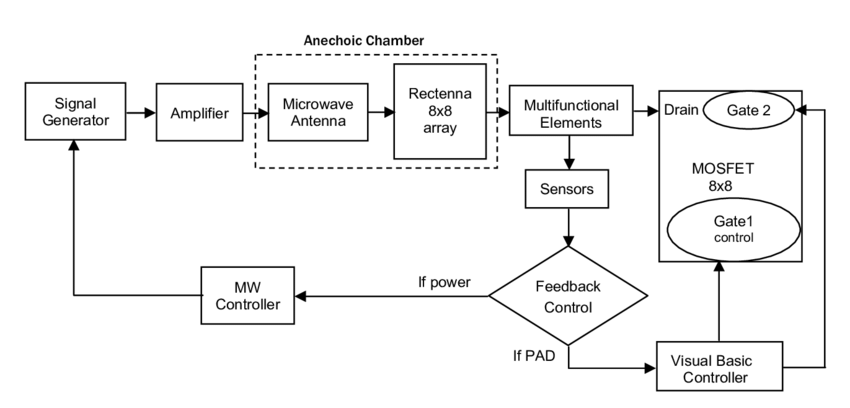 Anechoic Chamber
Signal
Generator
Amplifier
Microwave
Antenna
Rectenna
8x8
array
Multifunctional
Elements
Drain
Gate 2
MOSFET
8x8
Gate1
control
Sensors
Feedback
Control
If power
MW
Controller
If PAD
Visual Basic
Controller